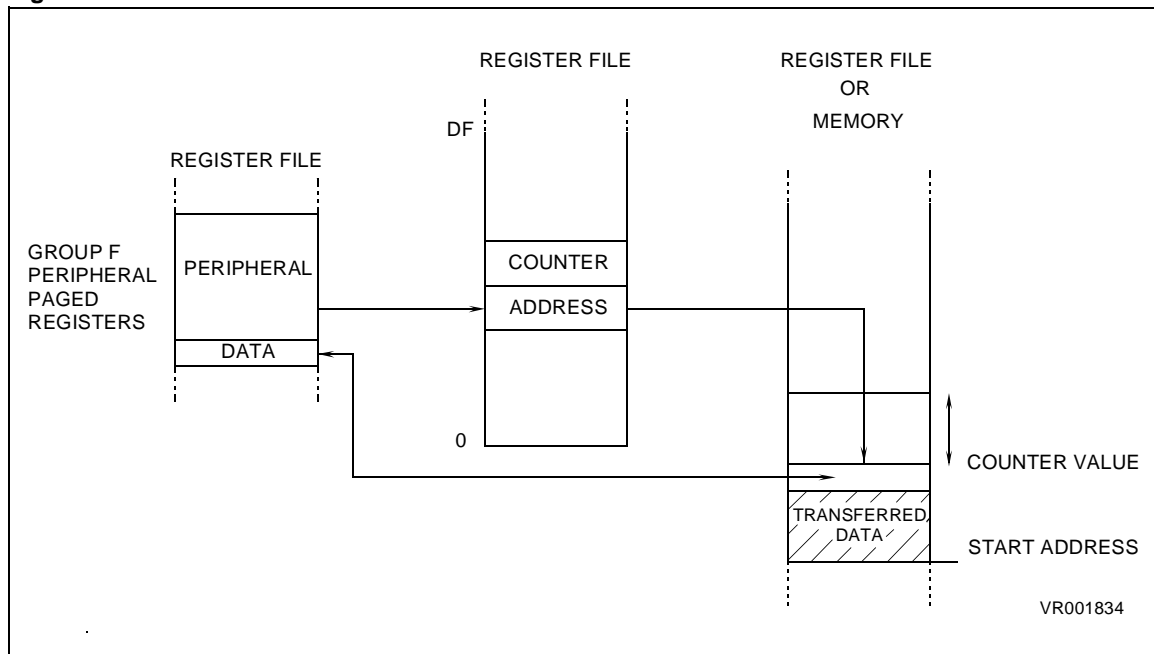 REGISTER FILE
REGISTER FILE
OR
MEMORY
DF
REGISTER FILE
GROUP F
PERIPHERAL
PAGED
REGISTERS
PERIPHERAL
DATA
COUNTER
ADDRESS
0
COUNTER VALUE
TRANSFERRED
DATA
START ADDRESS
VR001834